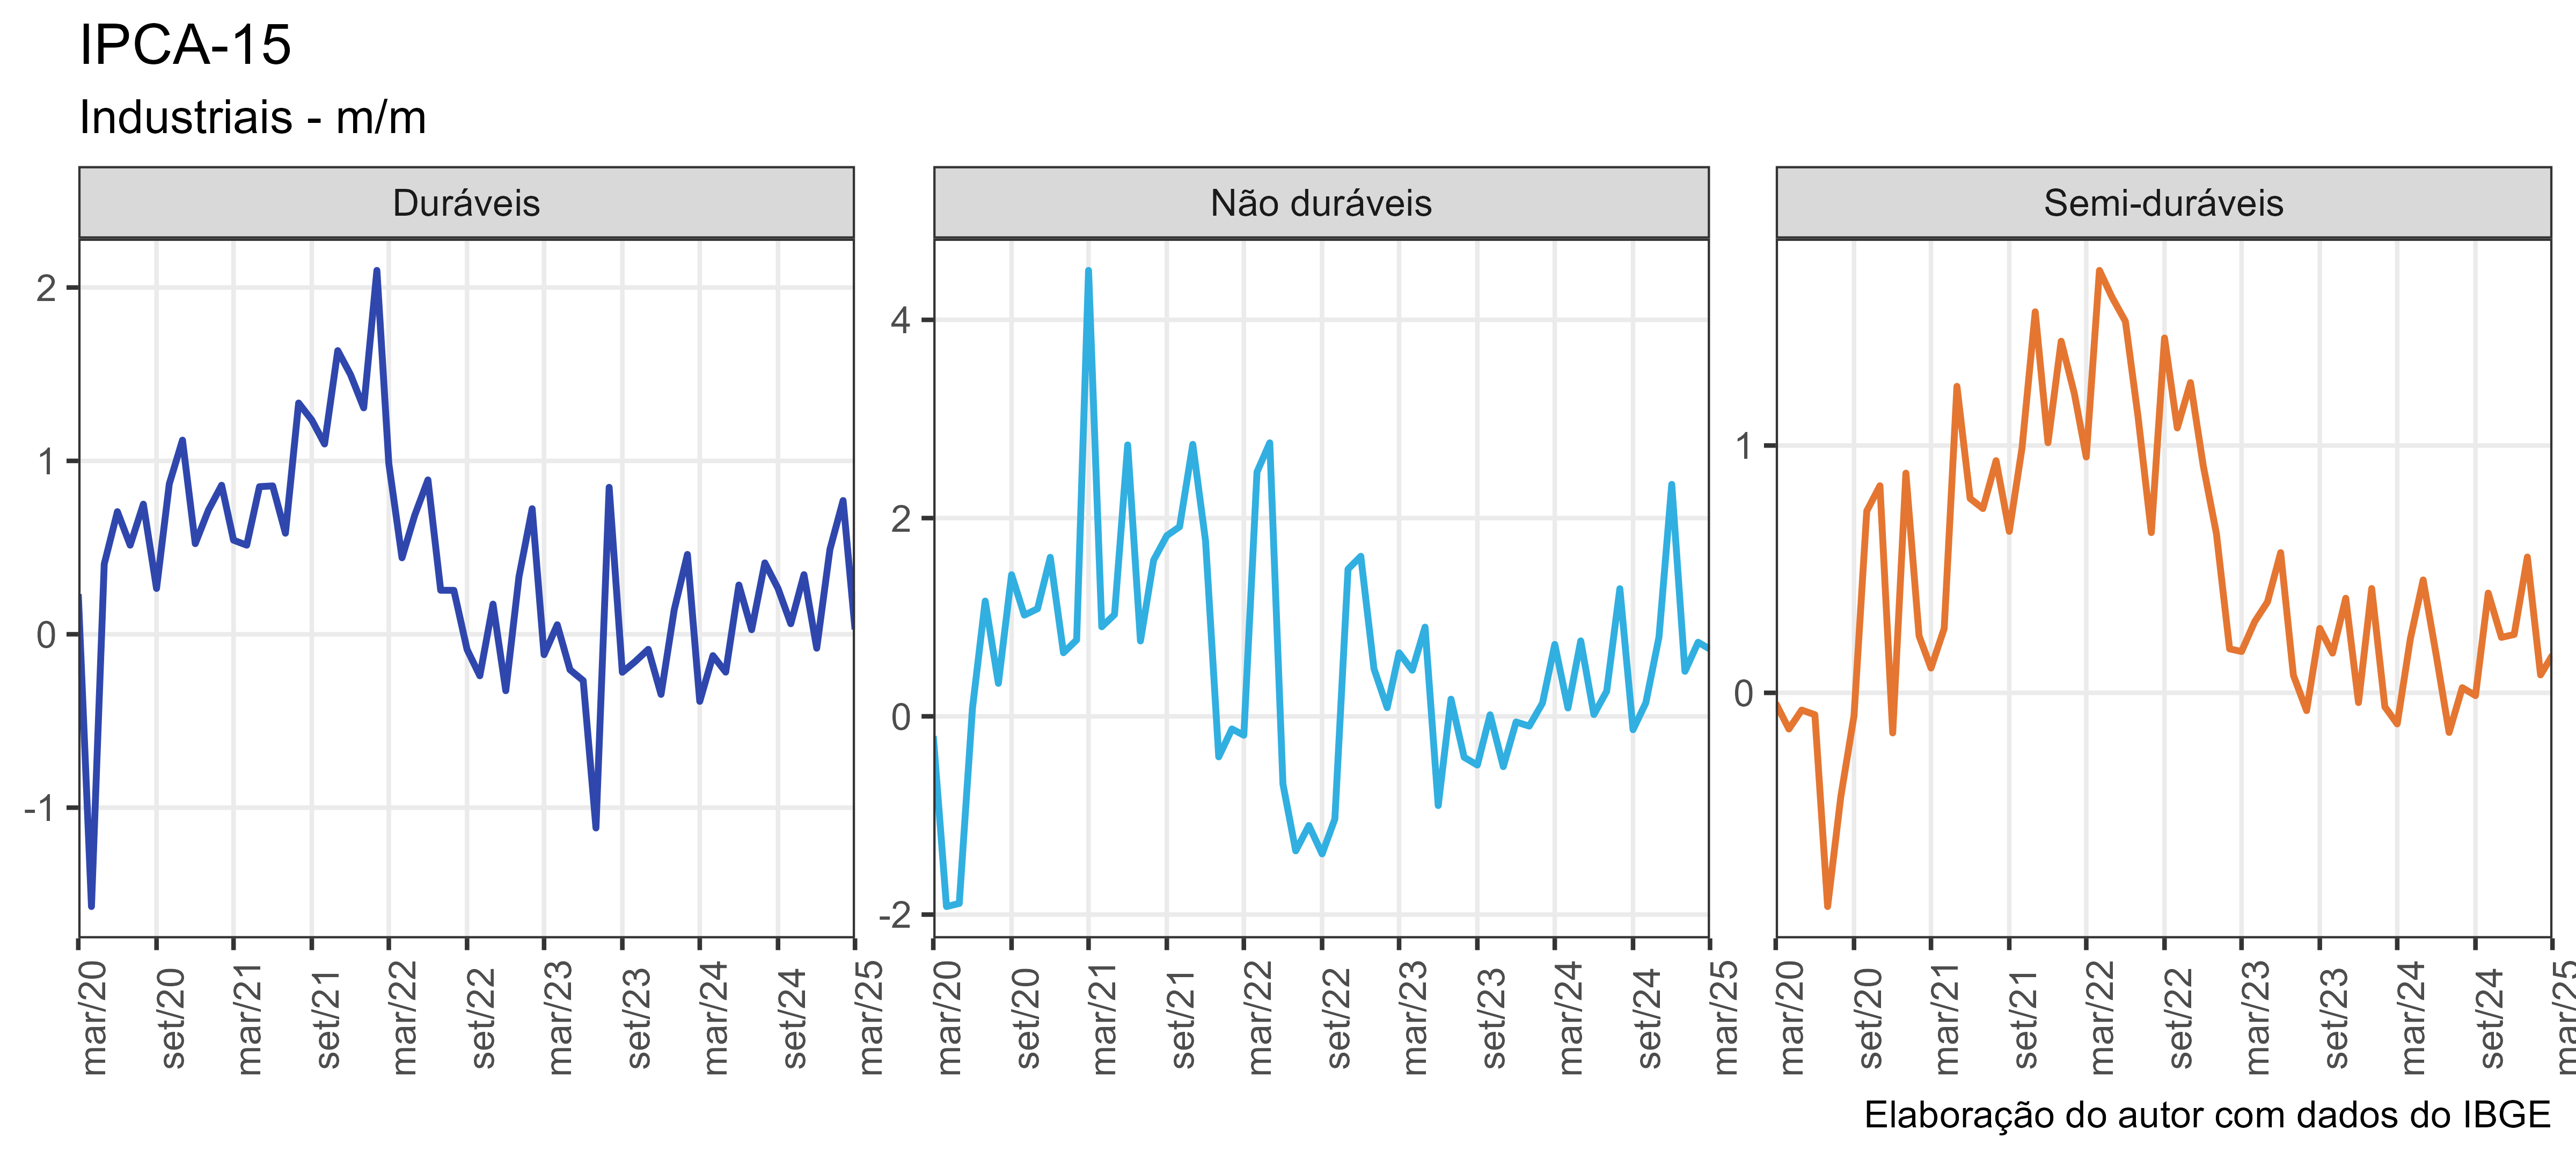 IPCA-15
Industriais - m/m
Duráveis
Não duráveis
Semi-duráveis
2
1
0
-1
4
2
0
-2
1
0
mar/20
set/20
mar/21
set/21
mar/22
set/22
mar/23
set/23
mar/24
set/24
mar/25
mar/20
set/20
mar/21
set/21
mar/22
set/22
mar/23
set/23
mar/24
set/24
mar/25
mar/20
set/20
mar/21
set/21
mar/22
set/22
mar/23
set/23
mar/24
set/24
mar/25
Elaboração do autor com dados do IBGE